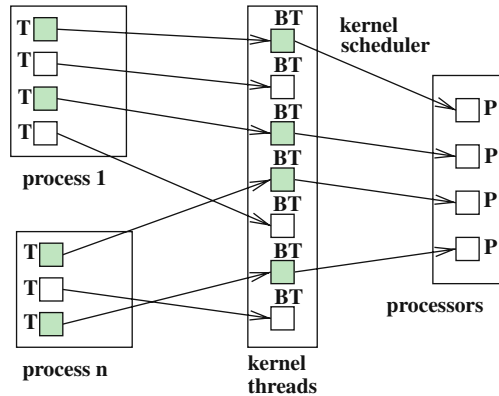 T
T
T
T
process 1
T
T
T
process n
BT
BT
BT
BT
BT
BT
BT
kernel
threads
kernel
scheduler
P
P
P
P
processors